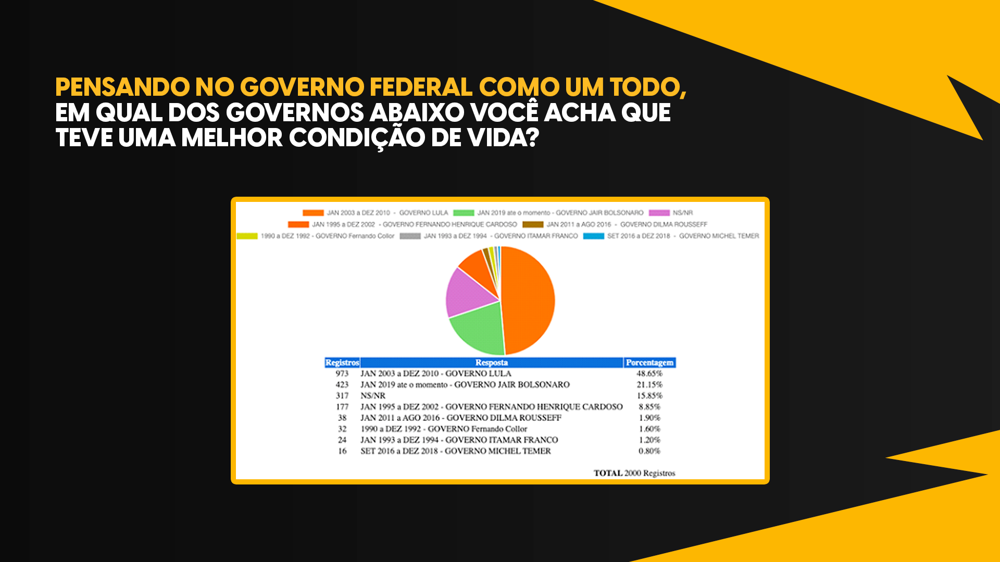 PENSANDO NO GOVERNO FEDERAL COMO UM TODO,
EM QUAL DOS GOVERNOS ABAIXO VOCÊ ACHA QUE
TEVE UMA MELHOR CONDIÇÃO DE VIDA?
JAN 2003 a DEZ 2010 - GOVERNO LULA JAN 2019 ate o momento - GOVERNO JAIR BOLSONARO NS/NR
JAN 1995 a DEZ 2002 - GOVERNO FERNANDO HENRIQUE CARDOSO JAN 2011 a AGO 2016 - GOVERNO DILMA ROUSSEFF
1990 a DEZ 1992 - GOVERNO Fernando Collor JAN 1993 a DEZ 1994 - GOVERNO ITAMAR FRANCO SET 2016 a DEZ 2018 - GOVERNO MICHEL TEMER
Registros Resposta Porcentagem
973 JAN 2003 a DEZ 2010 - GOVERNO LULA 48.65%
423 JAN 2019 ate o momento - GOVERNO JAIR BOLSONARO 21.15%
317 NS/NR 15.85%
177 JAN 1995 a DEZ 2002 - GOVERNO FERNANDO HENRIQUE CARDOSO 8.85%
38 JAN 2011 a AGO 2016 - GOVERNO DILMA ROUSSEFF 1.90%
32 1990 a DEZ 1992 - GOVERNO Fernando Collor 1.60%
24 JAN 1993 a DEZ 1994 - GOVERNO ITAMAR FRANCO 1.20%
16 SET 2016 a DEZ 2018 - GOVERNO MICHEL TEMER 0.80%
TOTAL 2000 Registros